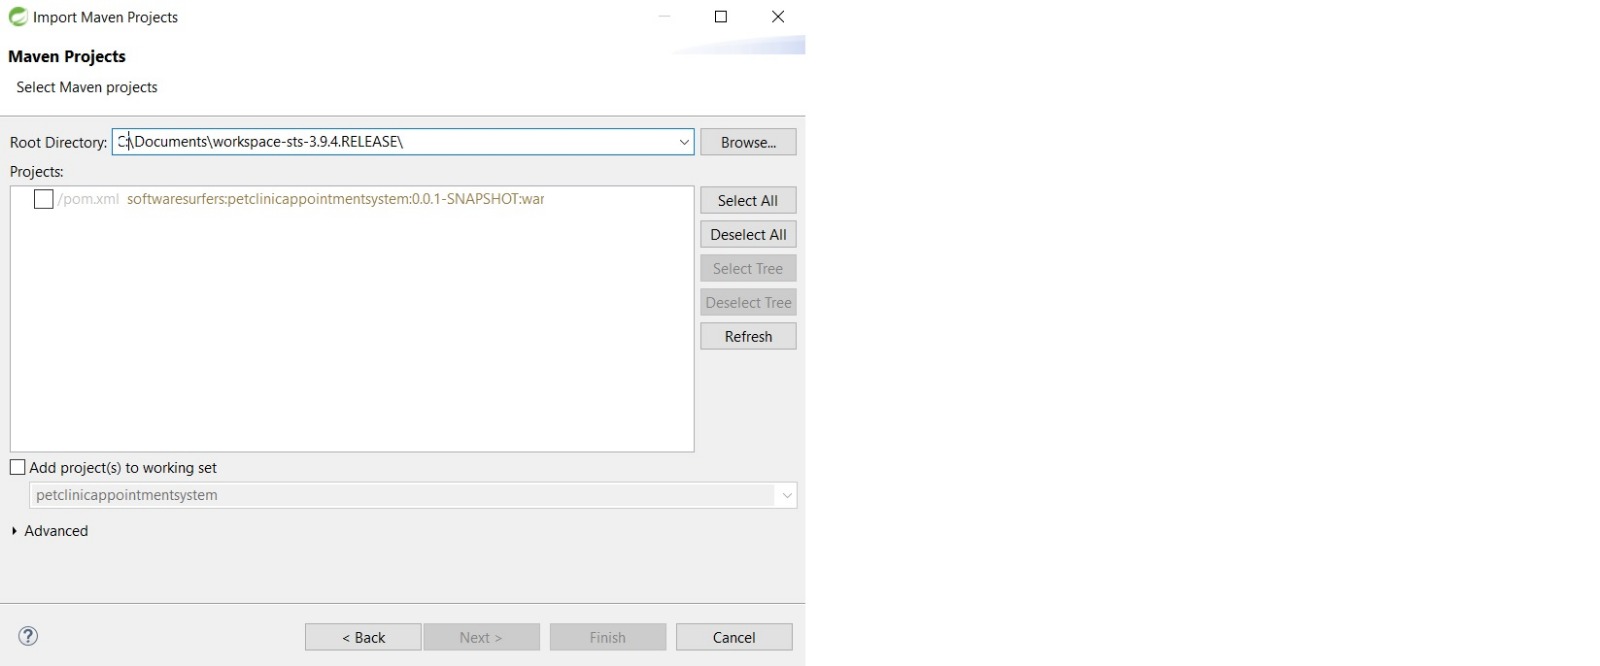 Import Maven Projects
Maven Projects
Select Maven projects
Root Directory: C:\Documents\workspace-sts-3.9.4.RELEASE\ Browse...
Projects:
/pom.xml softwaresurfers:petclinicappointmentsystem:0.0.1-SNAPSHOT:war
Select All
Deselect All
Select Tree
Deselect Tree
Refresh
Add project(s) to working set
petclinicappointmentsystem
Advanced
? < Back Next > Finish Cancel